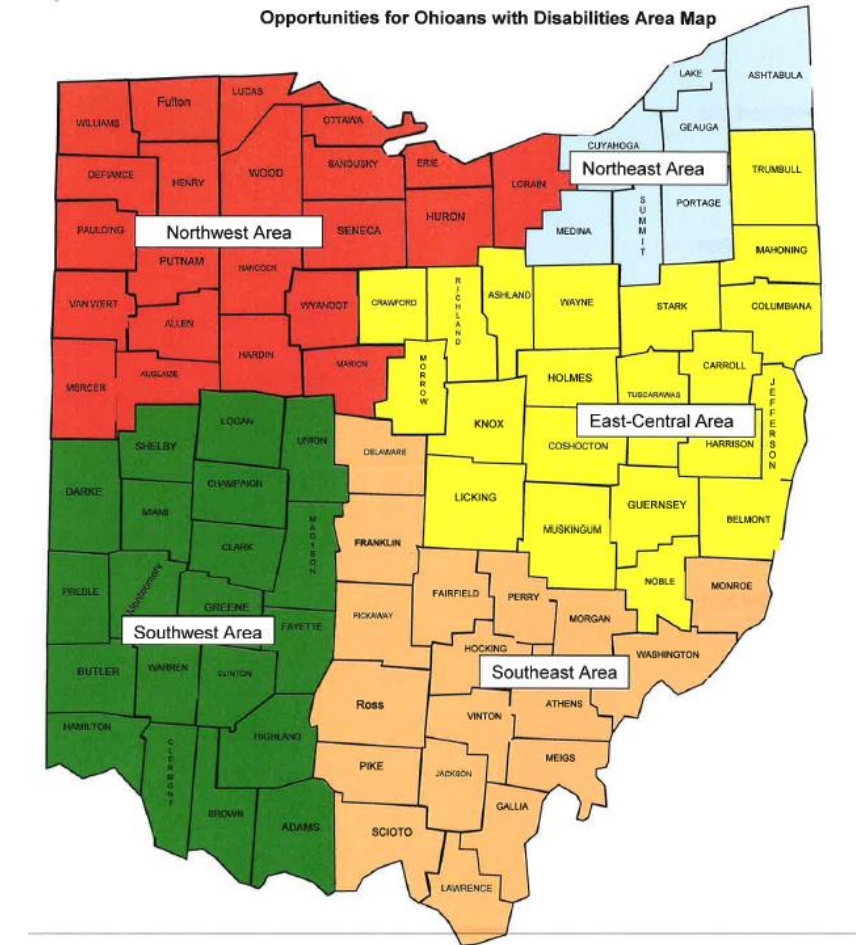 Opportunities for Ohioans with Disabilities Area Map
LAKE
ASHTABULA
LUCAS
Fulton
WILLIAMS
OTTAWA
GEAUGA
CUYAHOGA
Northeast Area
SANDUSKY
ERIE
TRUMBULL
DEFIANCE
WOOD
HENRY
LORAIN
PORTAGE
SUMMIT
HURON
PAULDING
Northwest Area
SENECA
MEDINA
MAHONING
PUTNAM
HANCOCK
VAN WERT
WYANDOT
CRAWFORD
RICHLAND
ASHLAND
WAYNE
STARK
COLUMBIANA
ALLEN
HARDIN
MARION
MORROW
CARROLL
AUGLAIZE
MERCER
HOLMES
TUSCARAWAS
JEFFERSON
LOGAN
KNOX
East-Central Area
UNION
SHELBY
DELAWARE
COSHOCTON
HARRISON
CHAMPAIGN
DARKE
LICKING
GUERNSEY
MIAMI
MADISON
MUSKINGUM
BELMONT
FRANKLIN
CLARK
Montgomery
NOBLE
MONROE
PREBLE
FAIRFIELD
PERRY
GREENE
PICKAWAY
MORGAN
Southwest Area
FAYETTE
HOCKING
WASHINGTON
BUTLER
WARREN
CLINTON
Southeast Area
Ross
ATHENS
VINTON
HAMILTON
HIGHLAND
CLERMONT
PIKE
JACKSON
MEIGS
GALLIA
BROWN
ADAMS
SCIOTO
LAWRENCE